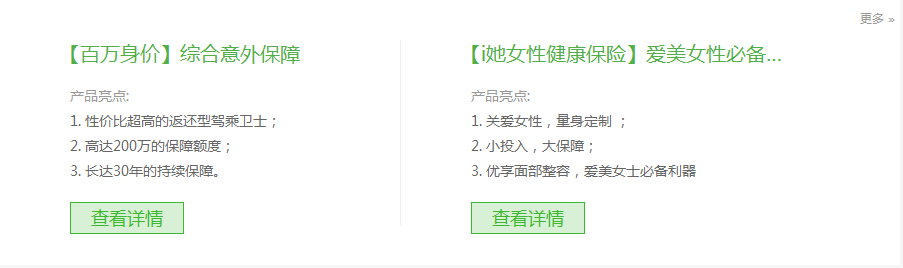 更多 »
【百万身价】综合意外保障
产品亮点:
1. 性价比超高的返还型驾乘卫士；
2. 高达200万的保障额度；
3. 长达30年的持续保障。
查看详情
【i她女性健康保险】爱美女性必备...
产品亮点:
1. 关爱女性，量身定制 ；
2. 小投入，大保障；
3. 优享面部整容，爱美女士必备利器
查看详情